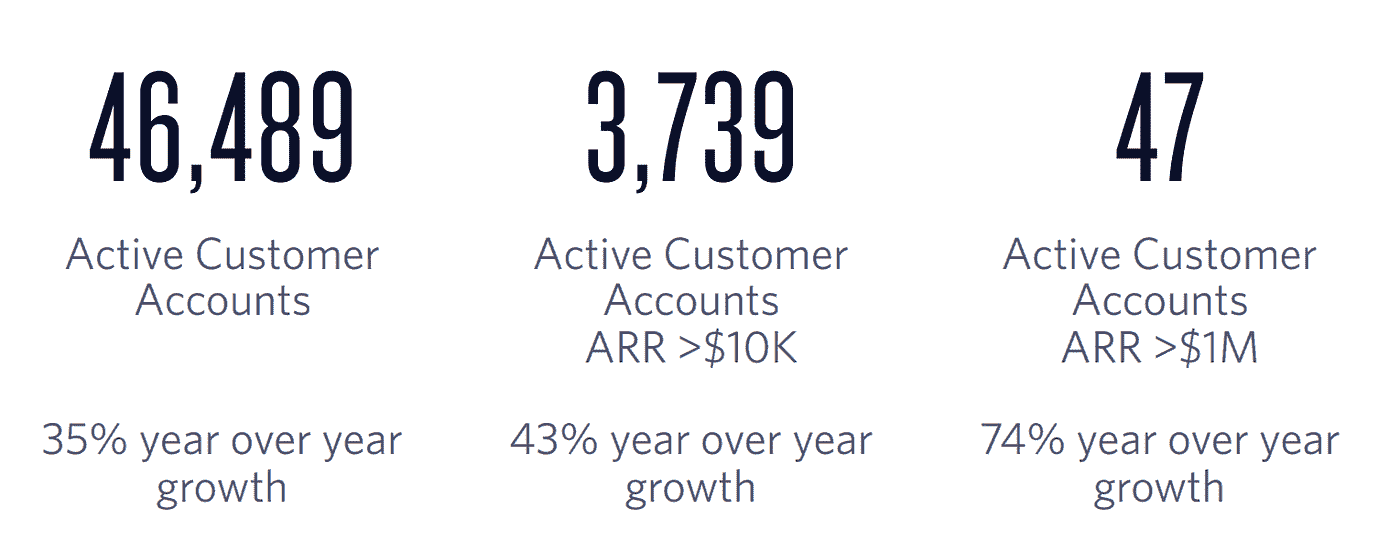 46,489
Active Customer
Accounts
35% year over year
growth
3,739
Active Customer
Accounts
ARR >$10K
43% year over year
growth
47
Active Customer
Accounts
ARR >$1M
74% year over year
growth